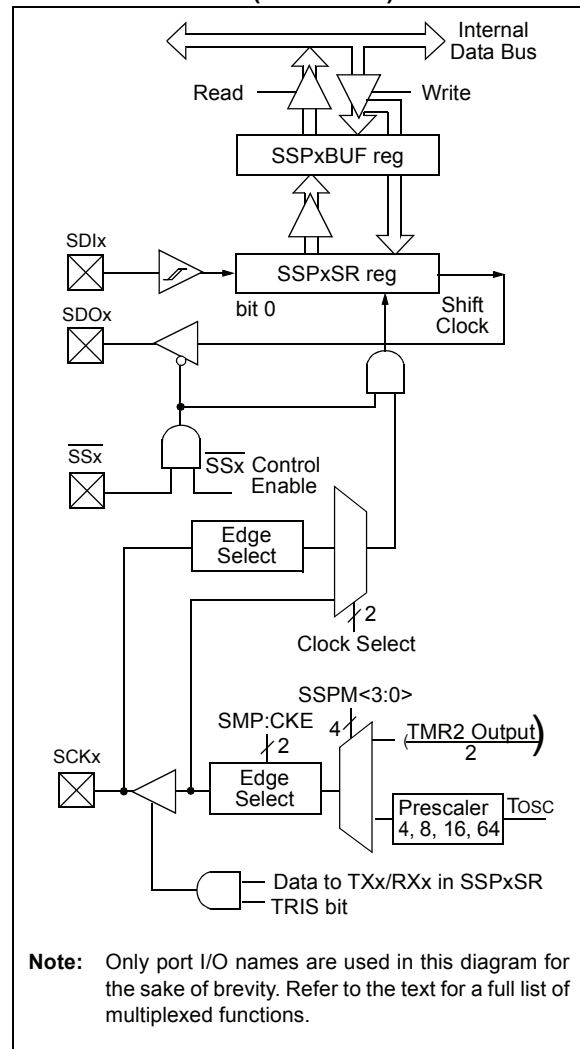 Internal
Data Bus
Read
Write
SSPxBUF reg
SDIx
SSPxSR reg
bit 0
Shift
Clock
SDOx
SSx
SSx Control
Enable
Edge
Select
2
Clock Select
SSPM<3:0>
SMP:CKE
4
2
(TMR2 Output)
2
SCKx
Edge
Select
Prescaler
4, 8, 16, 64
TOSC
Data to TXx/RXx in SSPxSR
TRIS bit
Note: Only port I/O names are used in this diagram for
the sake of brevity. Refer to the text for a full list of
multiplexed functions.